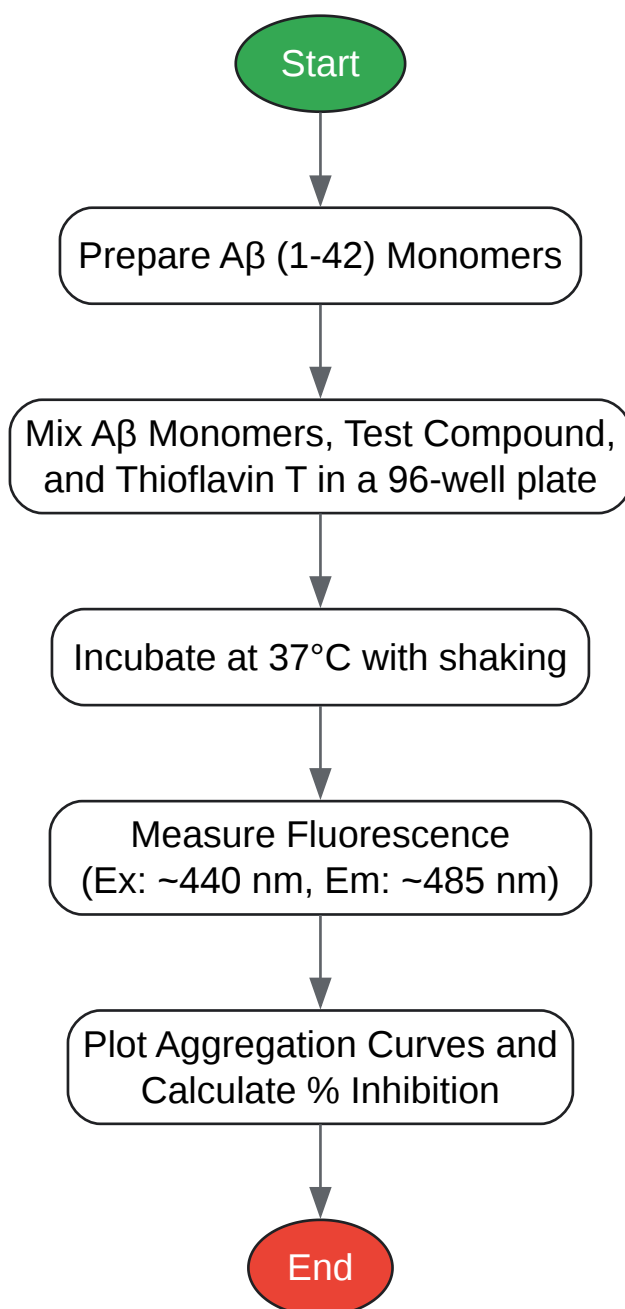 Start
Prepare Aβ (1-42) Monomers
Mix Aβ Monomers, Test Compound,
and Thioflavin T in a 96-well plate
Incubate at 37°C with shaking
Measure Fluorescence
(Ex: ~440 nm, Em: ~485 nm)
Plot Aggregation Curves and
Calculate % Inhibition
End